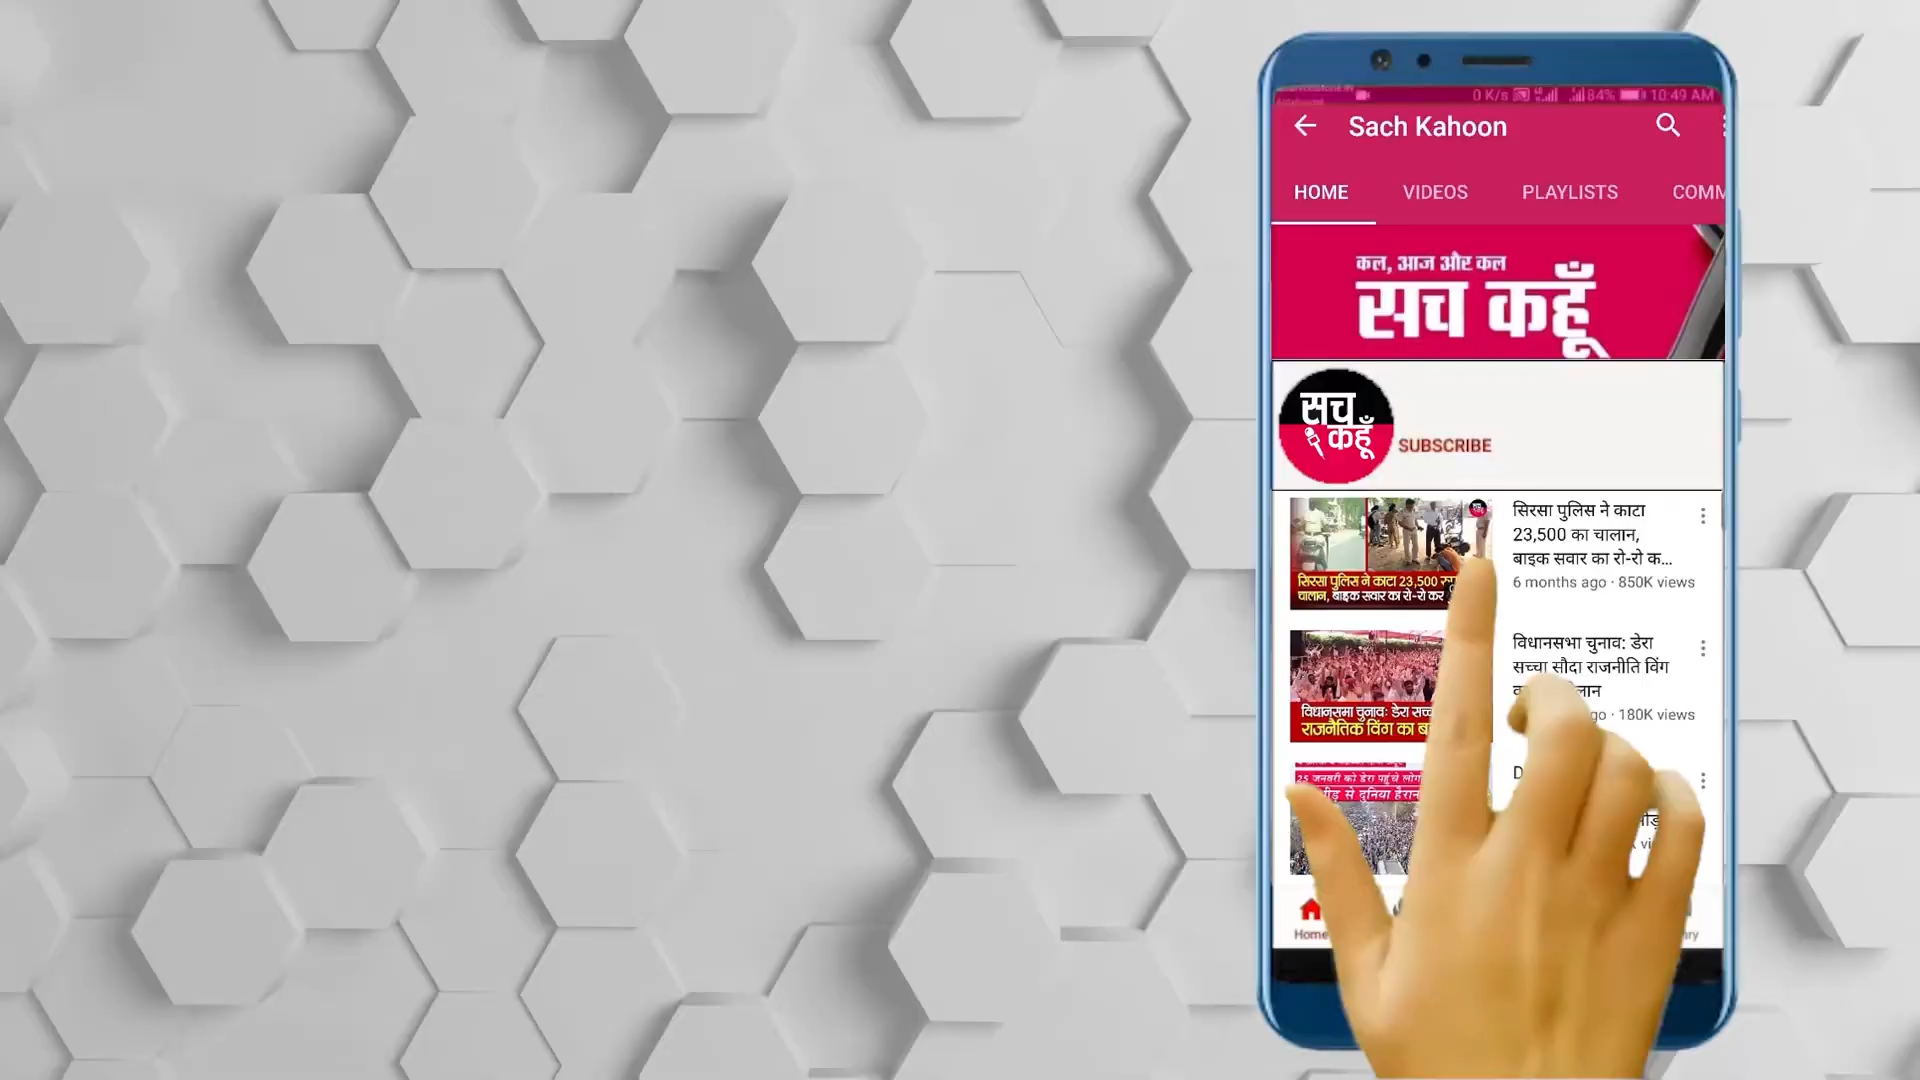 0 K/s 84% 10:49 AM
Sach Kahoon
HOME VIDEOS PLAYLISTS COMM
कल, आज और कल
सच कहूँ
सच
कहूँ
SUBSCRIBE
सिरसा पुलिस ने काटा 23,500
चालान, बाइक सवार का रो-रो कर
सिरसा पुलिस ने काटा
23,500 का चालान,
बाइक सवार का रो-रो क...
6 months ago · 850K views
विधानसभा चुनाव: डेरा
राजनैतिक विंग का
विधानसभा चुनाव: डेरा
सच्चा सौदा राजनीति विंग
180K views
25 जनवरी को डेरा पहुंचे लोग
से दुनिया हैरान
Home